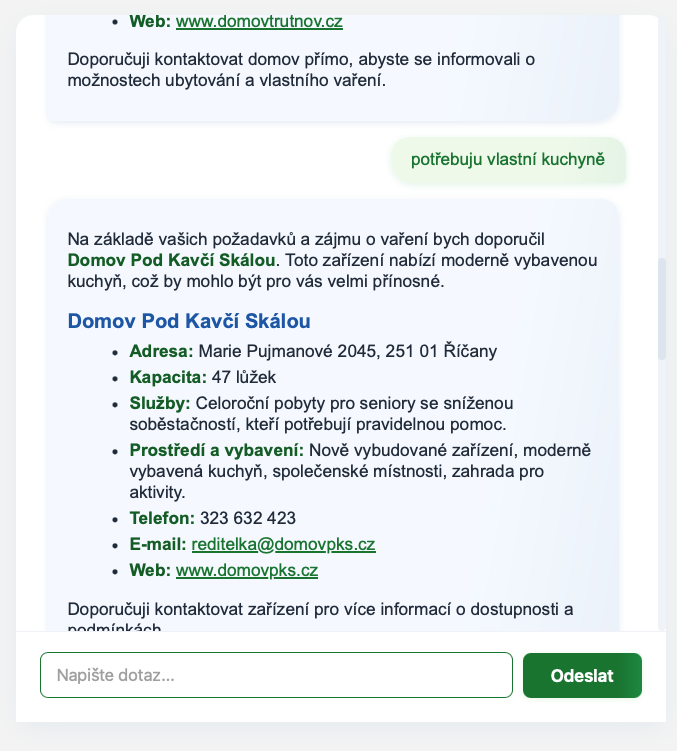 Web: www.domovtrutnov.cz
Doporučuji kontaktovat domov přímo, abyste se informovali o
možnostech ubytování a vlastního vaření.
potřebuju vlastní kuchyně
Na základě vašich požadavků a zájmu o vaření bych doporučil
Domov Pod Kavčí Skálou. Toto zařízení nabízí moderně vybavenou
kuchyň, což by mohlo být pro vás velmi přínosné.
Domov Pod Kavčí Skálou
Adresa: Marie Pujmanové 2045, 251 01 Říčany
Kapacita: 47 lůžek
Služby: Celoroční pobyty pro seniory se sníženou
soběstačností, kteří potřebují pravidelnou pomoc.
Prostředí a vybavení: Nově vybudované zařízení, moderně
vybavená kuchyň, společenské místnosti, zahrada pro
aktivity.
Telefon: 323 632 423
E-mail: reditelka@domovpks.cz
Web: www.domovpks.cz
Doporučuji kontaktovat zařízení pro více informací o dostupnosti a
podmínkách
Napište dotaz...
Odeslat